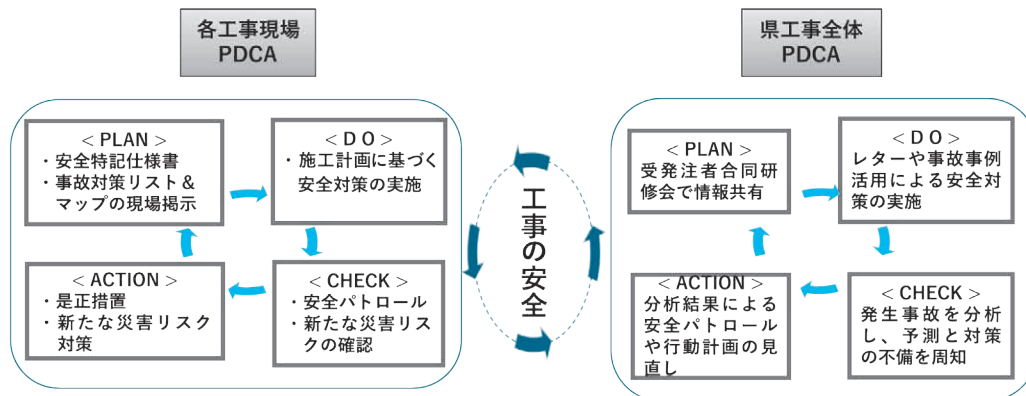 各工事現場
PDCA
県工事全体
PDCA
＜PLAN＞
・安全特記仕様書
・事故対策リスト＆
マップの現場掲示
＜ＤＯ＞
・施工計画に基づく
安全対策の実施
＜ACTION＞
・是正措置
・新たな災害リスク
対策
＜CHECK＞
・安全パトロール
・新たな災害リス
クの確認
工事の安全
＜PLAN＞
受発注者合同研
修会で情報共有
＜ＤＯ＞
レターや事故事例
活用による安全対
策の実施
＜ACTION＞
分析結果による
安全パトロール
や行動計画の見
直し
＜CHECK＞
発生事故を分析
し、予測と対策
の不備を周知